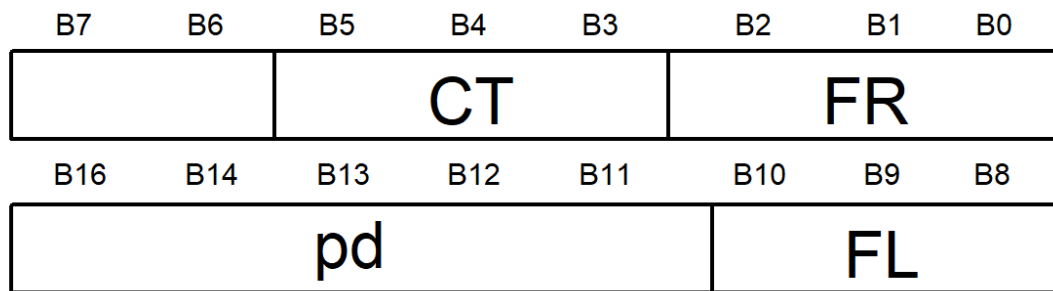 B7 B6 B5 B4 B3 B2 B1 B0
CT FR
B16 B14 B13 B12 B11 B10 B9 B8
pd FL